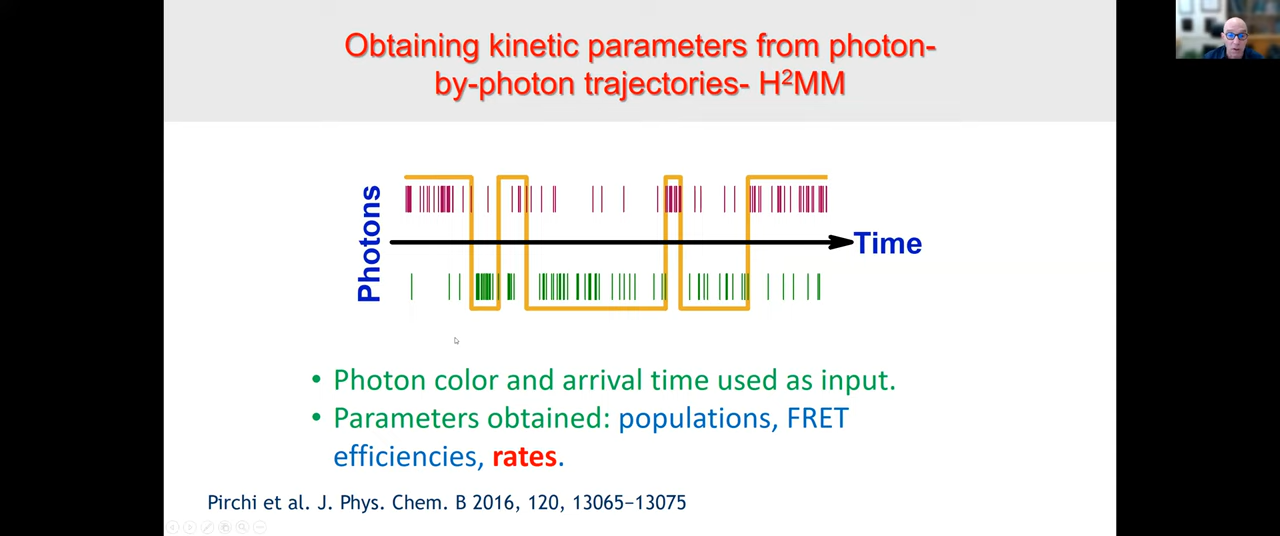 Obtaining kinetic parameters from photon-
by-photon trajectories- H²MM
Photons
Time
• Photon color and arrival time used as input.
• Parameters obtained: populations, FRET
efficiencies, rates.
Pirchi et al. J. Phys. Chem. B 2016, 120, 13065−13075